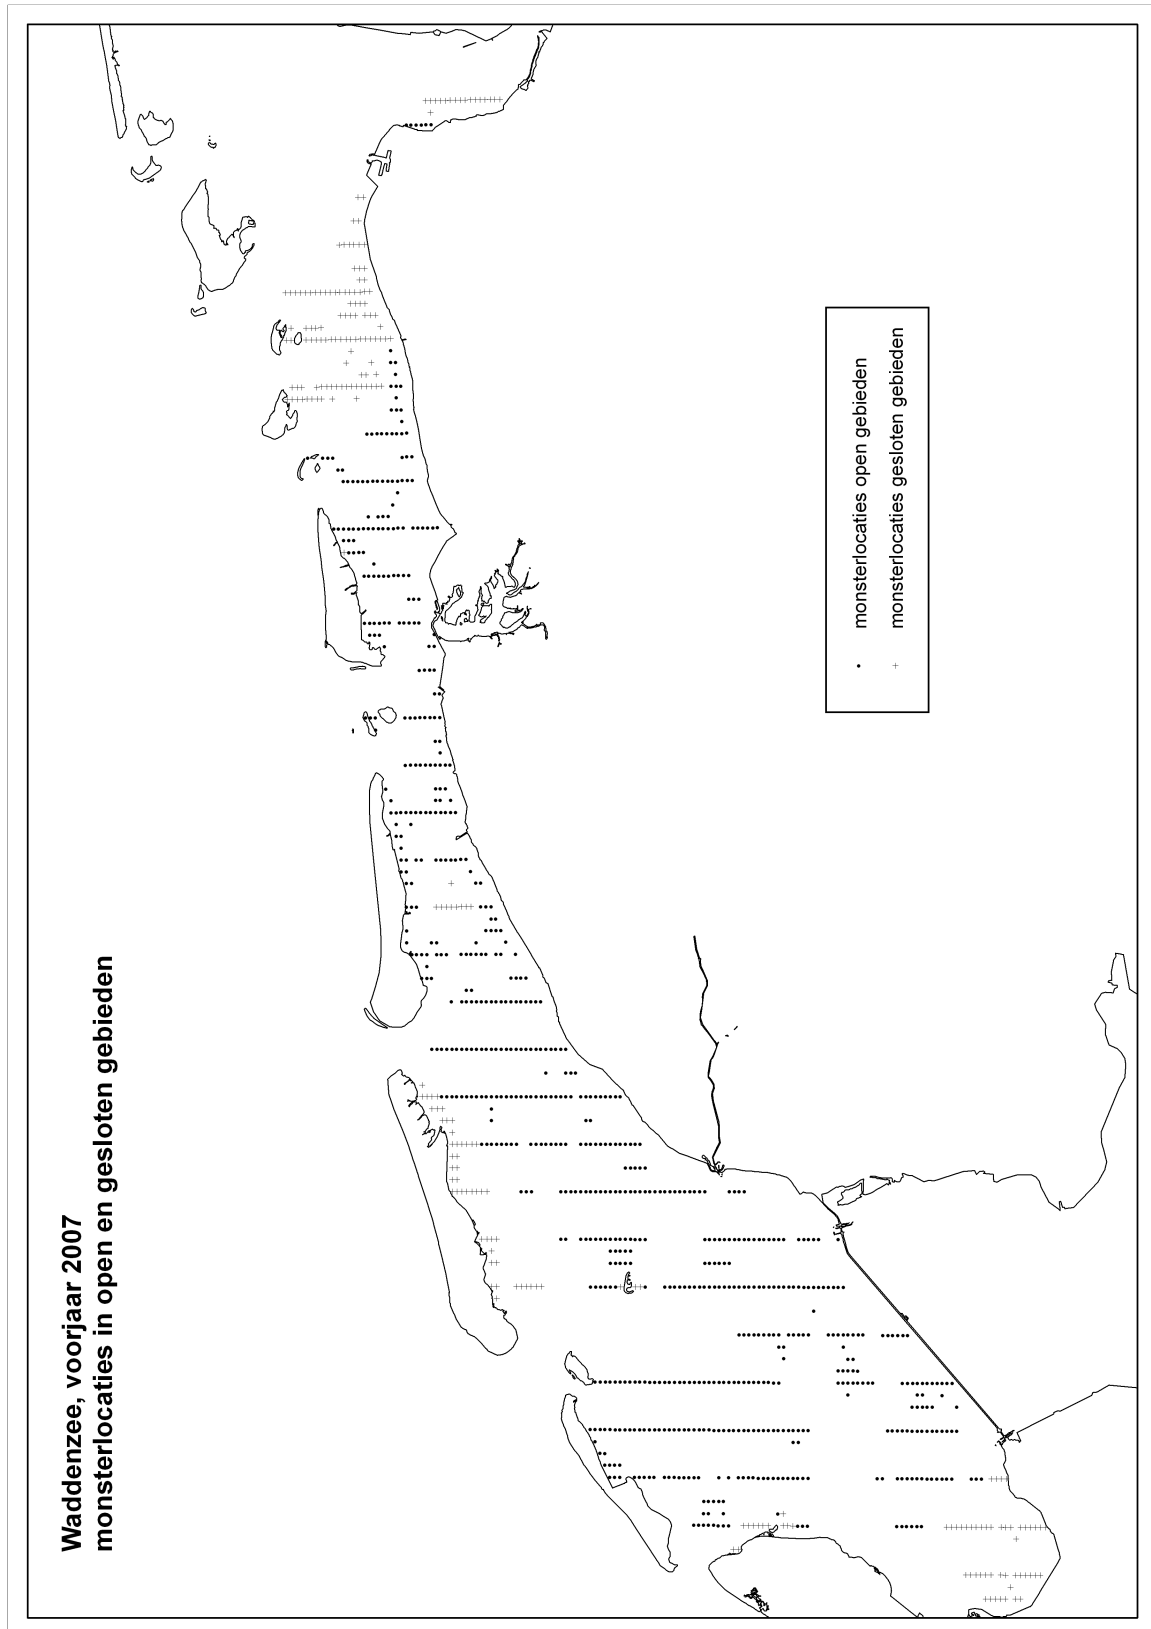 Waddenzee, voorjaar 2007
monsterlocaties in open en gesloten gebieden
monsterlocaties open gebieden
monsterlocaties gesloten gebieden